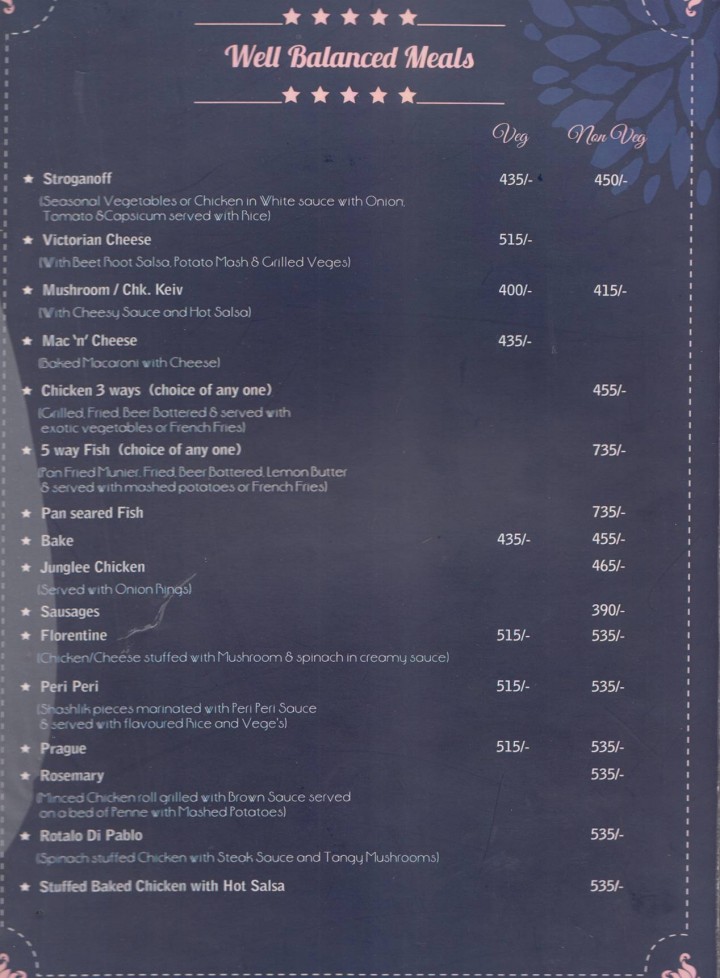 Well Balanced Meals
Veg Non Veg
Stroganoff 435/- 450/-
(Seasonal Vegetables or Chicken in White sauce with Onion,
Tomato &Capsicum served with Rice)
Victorian Cheese 515/-
(With Beet Root Salsa, Potato Mash & Grilled Veges)
Mushroom / Chk. Keiv 400/- 415/-
(With Cheesy Sauce and Hot Salsa)
Mac 'n' Cheese 435/-
(Baked Macaroni with Cheese)
Chicken 3 ways (choice of any one) 455/-
(Grilled, Fried, Beer Battered & served with
exotic vegetables or French Fries)
5 way Fish (choice of any one) 735/-
(Pan Fried Munier, Fried, Beer Battered, Lemon Butter
& served with mashed potatoes or French Fries)
Pan seared Fish 735/-
Bake 435/- 455/-
Junglee Chicken 465/-
(Served with Onion Rings)
Sausages 390/-
Florentine 515/- 535/-
(Chicken/Cheese stuffed with Mushroom & spinach in creamy sauce)
Peri Peri 515/- 535/-
(Shashlik pieces marinated with Peri Peri Sauce
& served with flavoured Rice and Vege's)
Prague 515/- 535/-
Rosemary 535/-
(Minced Chicken roll grilled with Brown Sauce served
on a bed of Penne with Mashed Potatoes)
Rotalo Di Pablo 535/-
(Spinach stuffed Chicken with Steak Sauce and Tangy Mushrooms)
Stuffed Baked Chicken with Hot Salsa 535/-